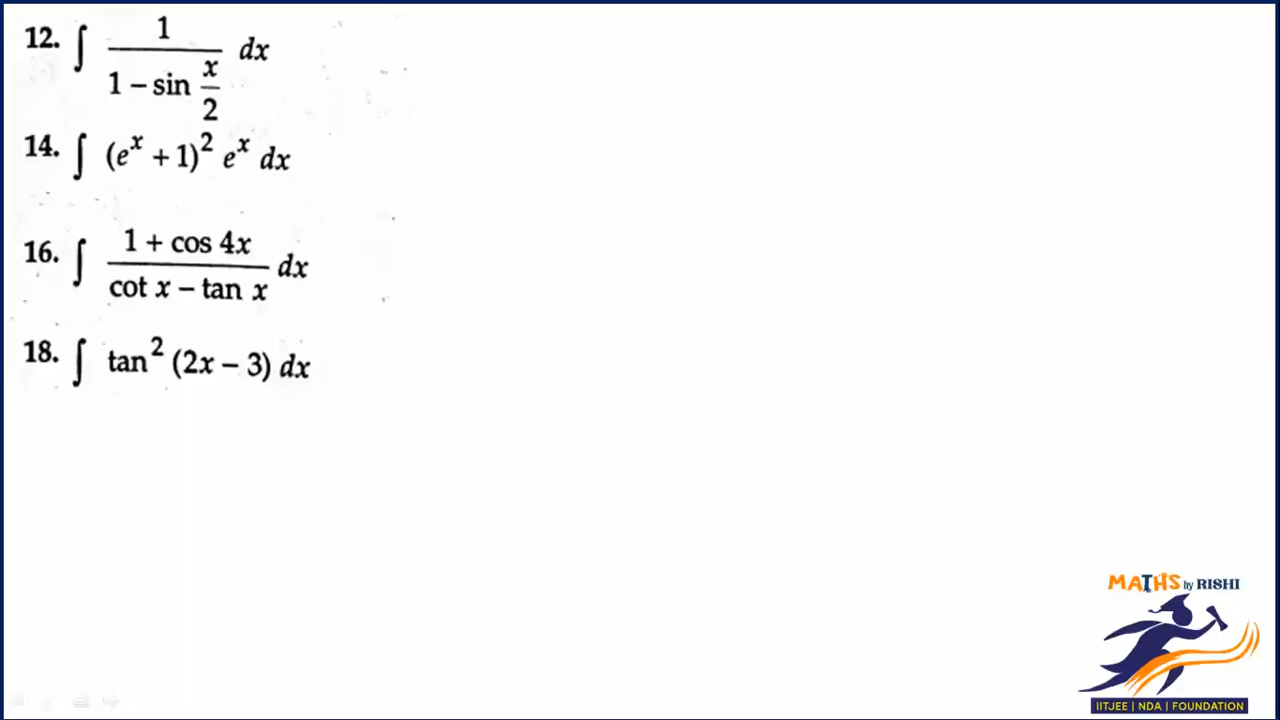 12. ∫ 1 / (1 − sin x/2) dx
14. ∫ (e^x + 1)^2 e^x dx
16. ∫ (1 + cos 4x) / (cot x − tan x) dx
18. ∫ tan^2 (2x − 3) dx
MATHS by RISHI
IITJEE | NDA | FOUNDATION